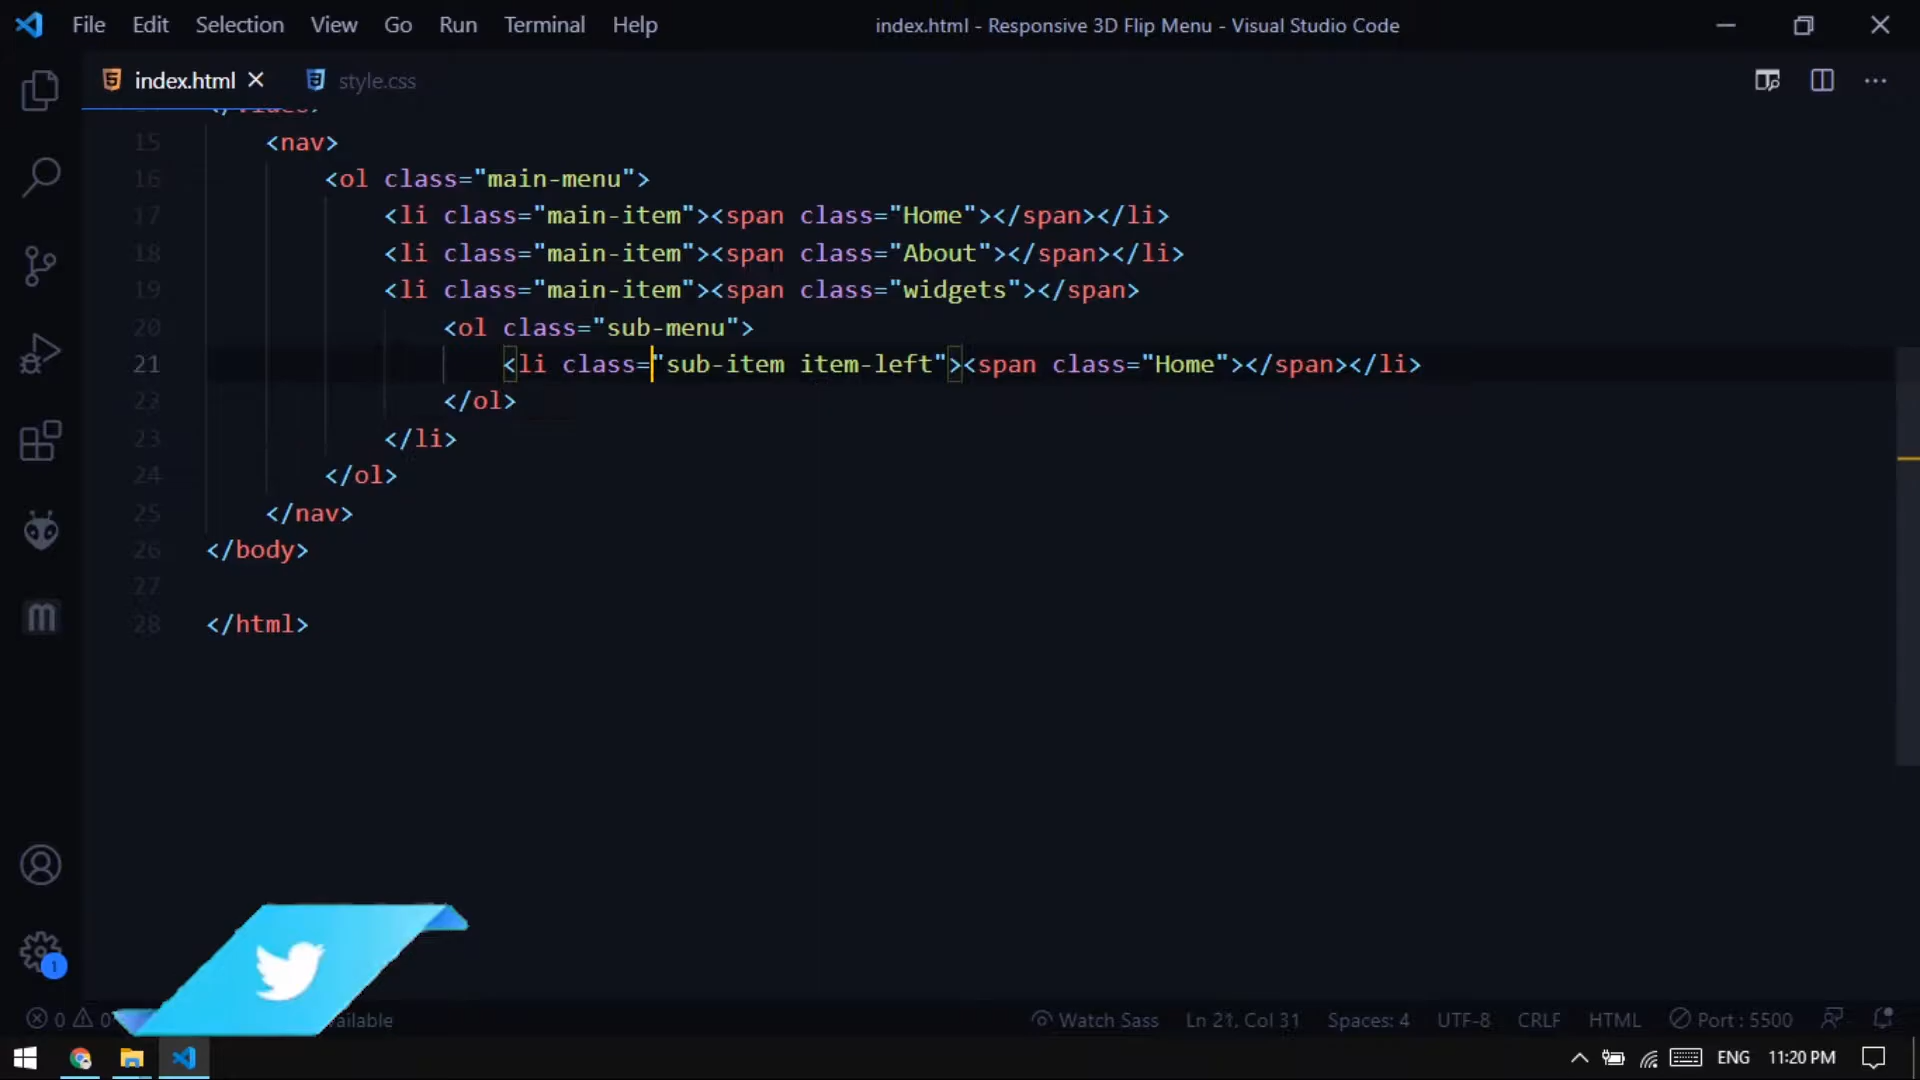 File Edit Selection View Go Run Terminal Help index.html - Responsive 3D Flip Menu - Visual Studio Code
index.html style.css
15 <nav>
16 <ol class="main-menu">
17 <li class="main-item"><span class="Home"></span></li>
18 <li class="main-item"><span class="About"></span></li>
19 <li class="main-item"><span class="widgets"></span>
20 <ol class="sub-menu">
21 <li class="sub-item item-left"><span class="Home"></span></li>
</ol>
23 </li>
24 </ol>
25 </nav>
26 </body>
27
28 </html>
1
0 0 Watch Sass Ln 21, Col 31 Spaces: 4 UTF-8 CRLF HTML Port : 5500
ENG 11:20 PM